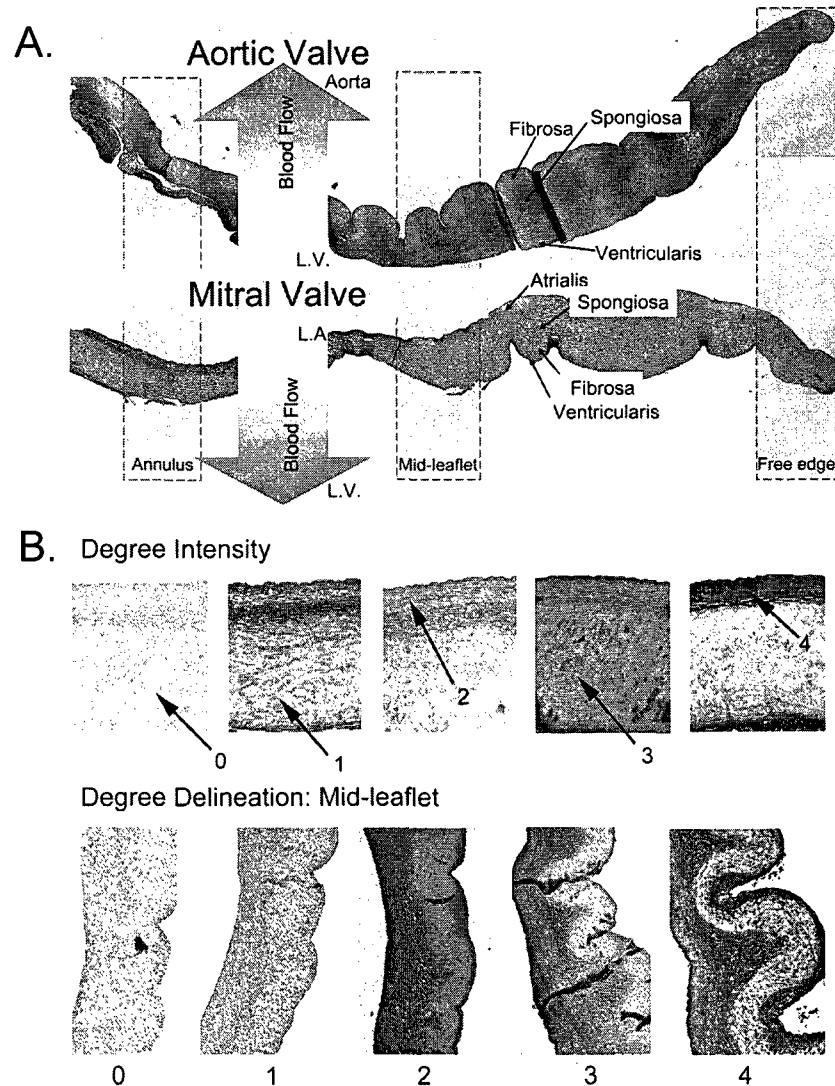 A.
Aortic Valve
Aorta
Blood Flow
Fibrosa
Spongiosa
L.V.
Ventricularis
Mitral Valve
Atrialis
L.A
Spongiosa
Fibrosa
Ventricularis
Blood Flow
Annulus
Mid-leaflet
Free edge
L.V.
B. Degree Intensity
0
1
2
3
4
Degree Delineation: Mid-leaflet
0 1 2 3 4